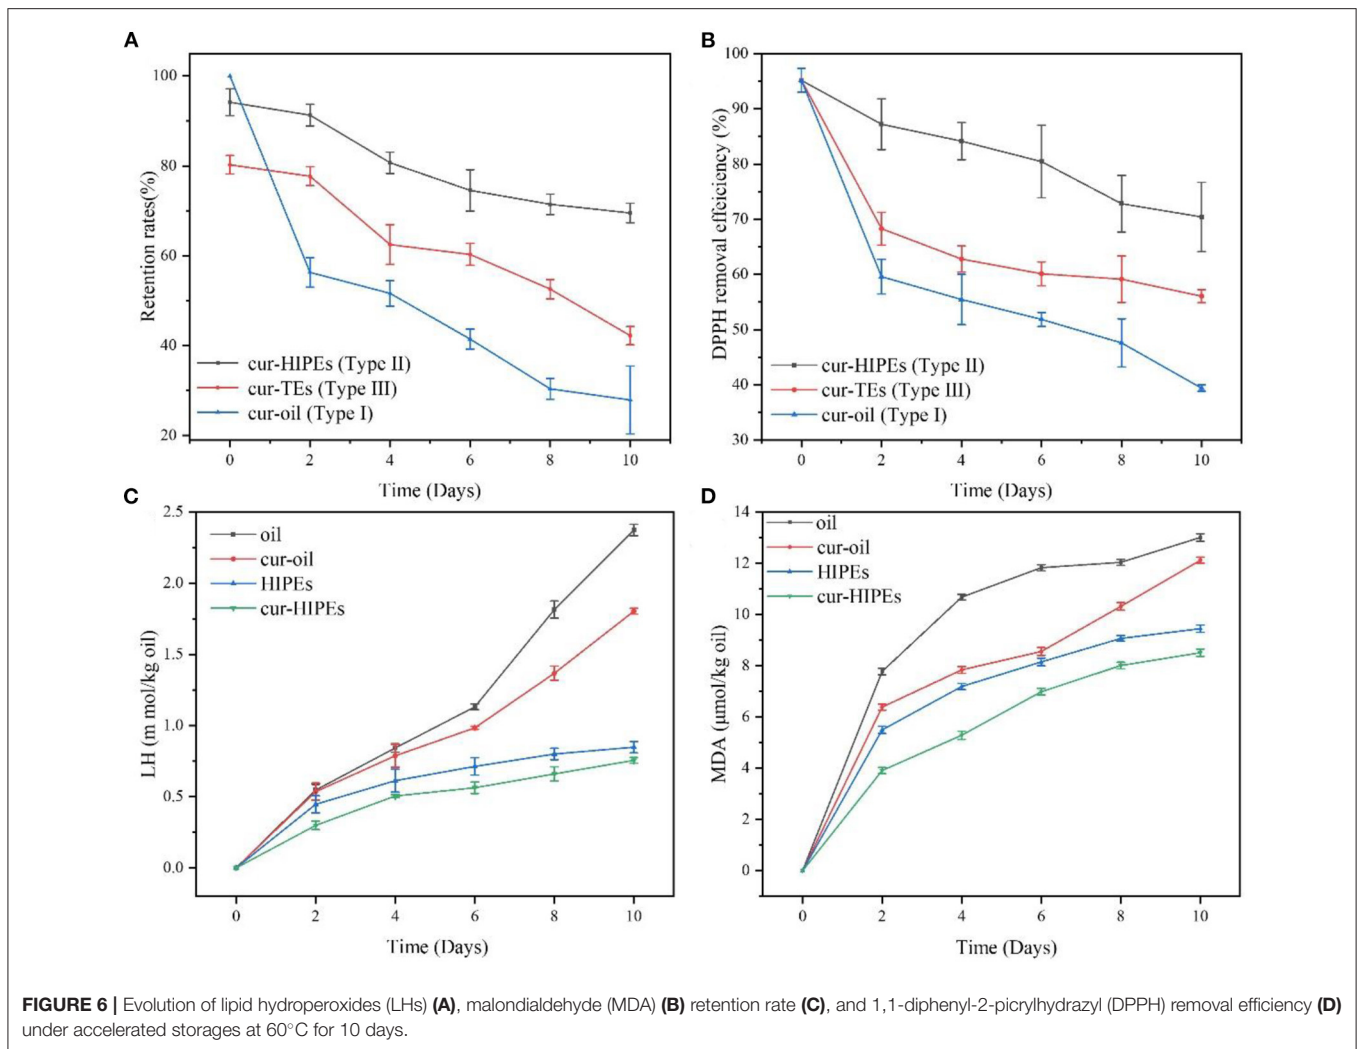 A
100
80
60
40
20
Retention rates(%)
cur-HIPEs (Type II)
cur-TEs (Type III)
cur-oil (Type I)
0 2 4 6 8 10
Time (Days)
B
100
90
80
70
60
50
40
30
DPPH removal effeiciency (%)
cur-HIPEs (Type II)
cur-TEs (Type III)
cur-oil (Type I)
0 2 4 6 8 10
Time (Days)
C
2.5
2.0
1.5
1.0
0.5
0.0
LH (m mol/kg oil)
oil
cur-oil
HIPEs
cur-HIPEs
0 2 4 6 8 10
Time (Days)
D
14
12
10
8
6
4
2
0
MDA (μmol/kg oil)
oil
cur-oil
HIPEs
cur-HIPEs
0 2 4 6 8 10
Time (Days)
FIGURE 6 | Evolution of lipid hydroperoxides (LHs) (A), malondialdehyde (MDA) (B) retention rate (C), and 1,1-diphenyl-2-picrylhydrazyl (DPPH) removal efficiency (D)
under accelerated storages at 60°C for 10 days.